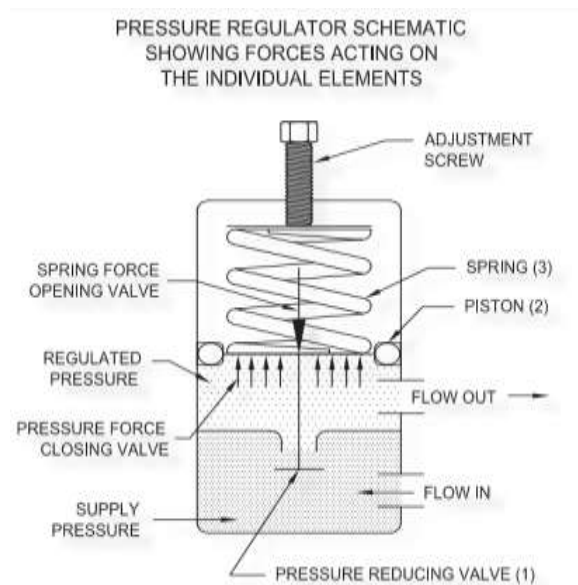 PRESSURE REGULATOR SCHEMATIC
SHOWING FORCES ACTING ON
THE INDIVIDUAL ELEMENTS
ADJUSTMENT
SCREW
SPRING FORCE
OPENING VALVE
SPRING (3)
PISTON (2)
REGULATED
PRESSURE
FLOW OUT
PRESSURE FORCE
CLOSING VALVE
FLOW IN
SUPPLY
PRESSURE
PRESSURE REDUCING VALVE (1)